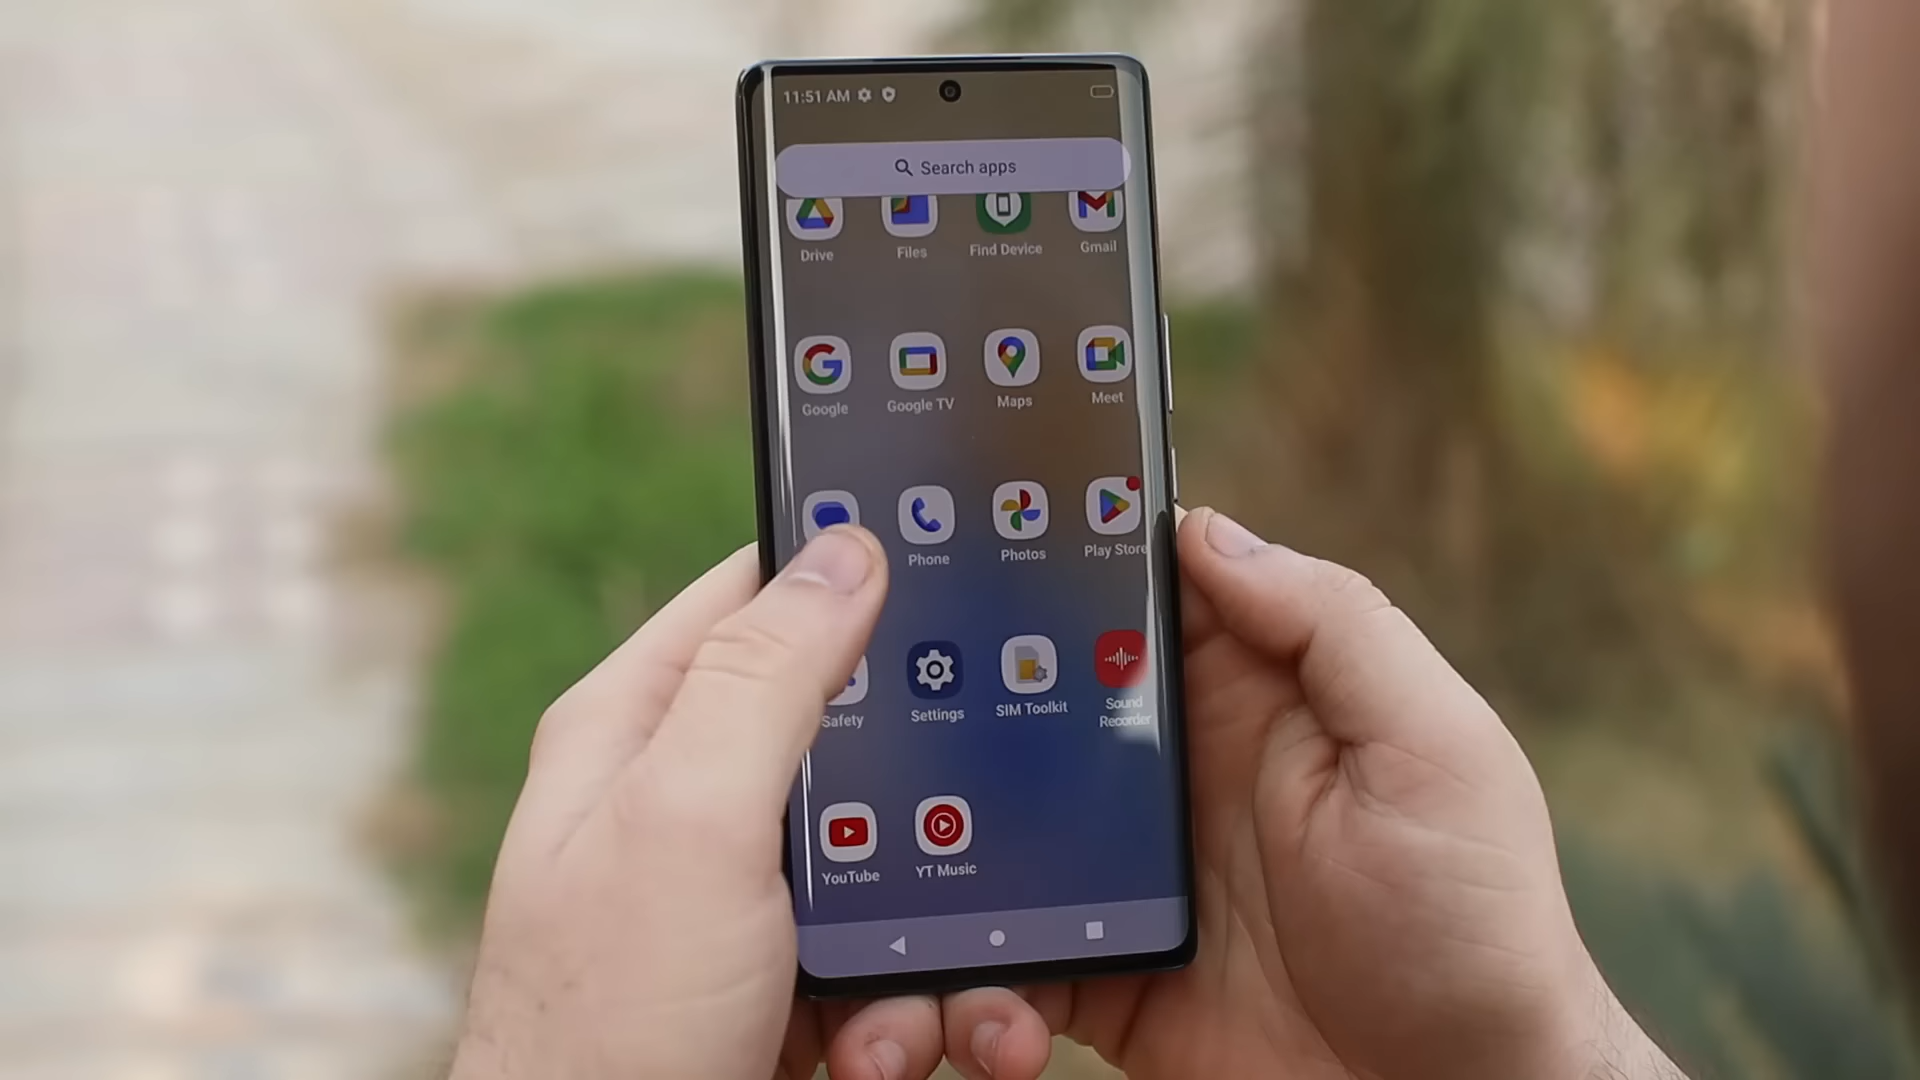 11:51 AM
Search apps
Drive
Files
Find Device
Gmail
Google
Google TV
Maps
Meet
Phone
Photos
Play Store
Safety
Settings
SIM Toolkit
Sound
Recorder
YouTube
YT Music